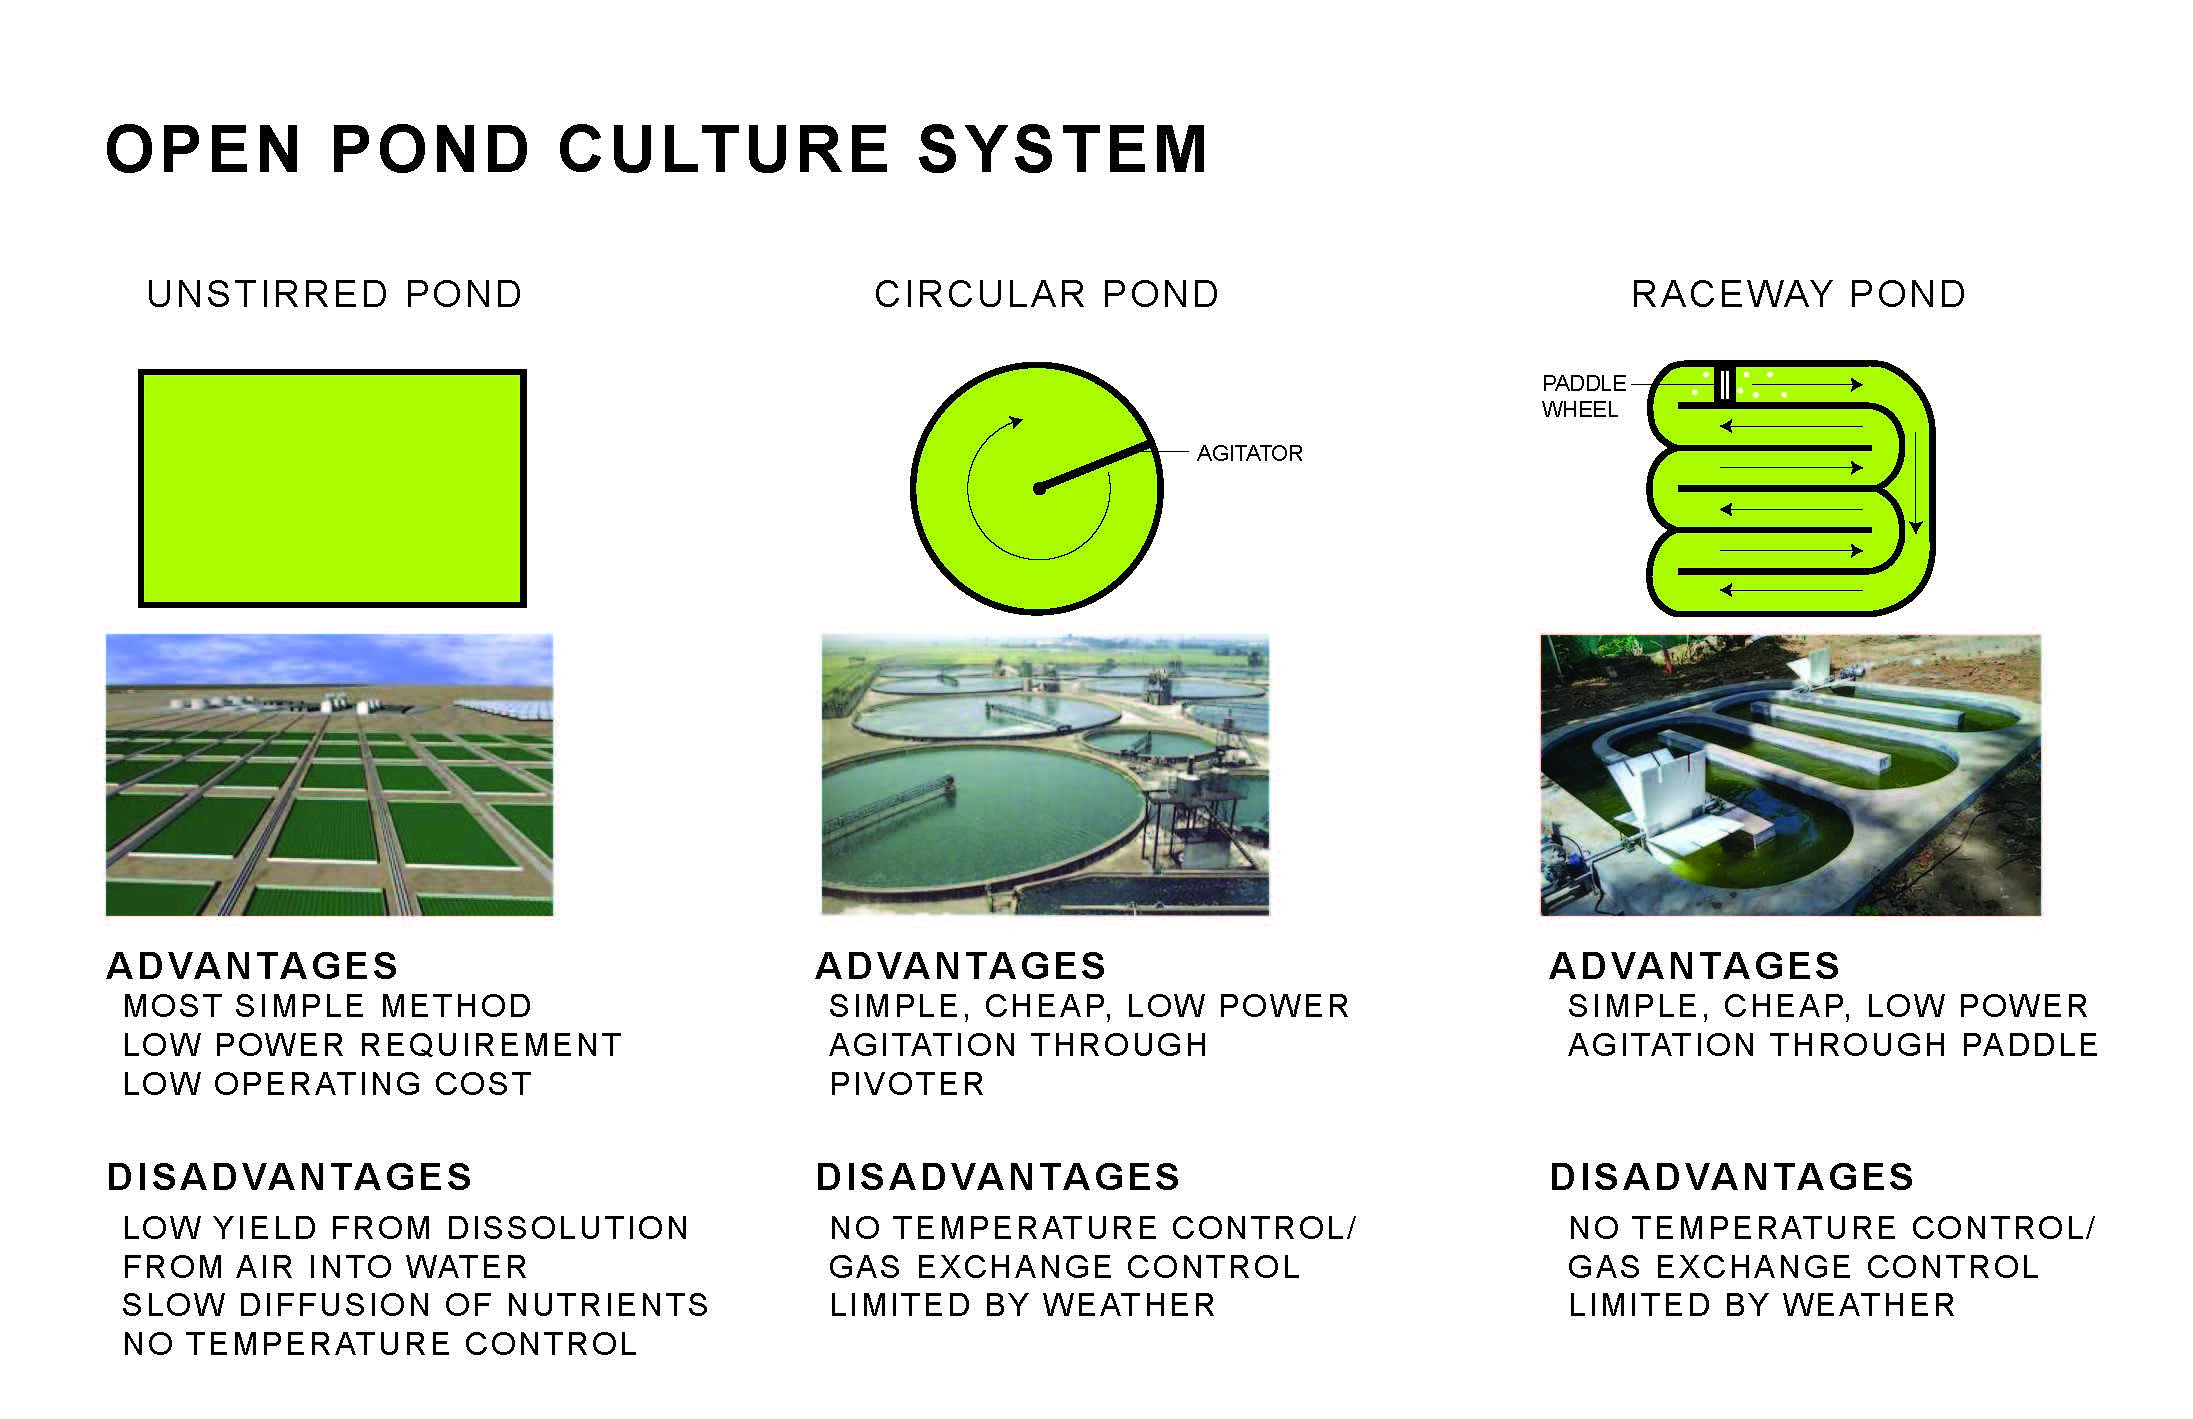 OPEN POND CULTURE SYSTEM
UNSTIRRED POND
CIRCULAR POND
AGITATOR
RACEWAY POND
PADDLE
WHEEL
ADVANTAGES
MOST SIMPLE METHOD
LOW POWER REQUIREMENT
LOW OPERATING COST
DISADVANTAGES
LOW YIELD FROM DISSOLUTION
FROM AIR INTO WATER
SLOW DIFFUSION OF NUTRIENTS
NO TEMPERATURE CONTROL
ADVANTAGES
SIMPLE, CHEAP, LOW POWER
AGITATION THROUGH
PIVOTER
DISADVANTAGES
NO TEMPERATURE CONTROL/
GAS EXCHANGE CONTROL
LIMITED BY WEATHER
ADVANTAGES
SIMPLE, CHEAP, LOW POWER
AGITATION THROUGH PADDLE
DISADVANTAGES
NO TEMPERATURE CONTROL/
GAS EXCHANGE CONTROL
LIMITED BY WEATHER